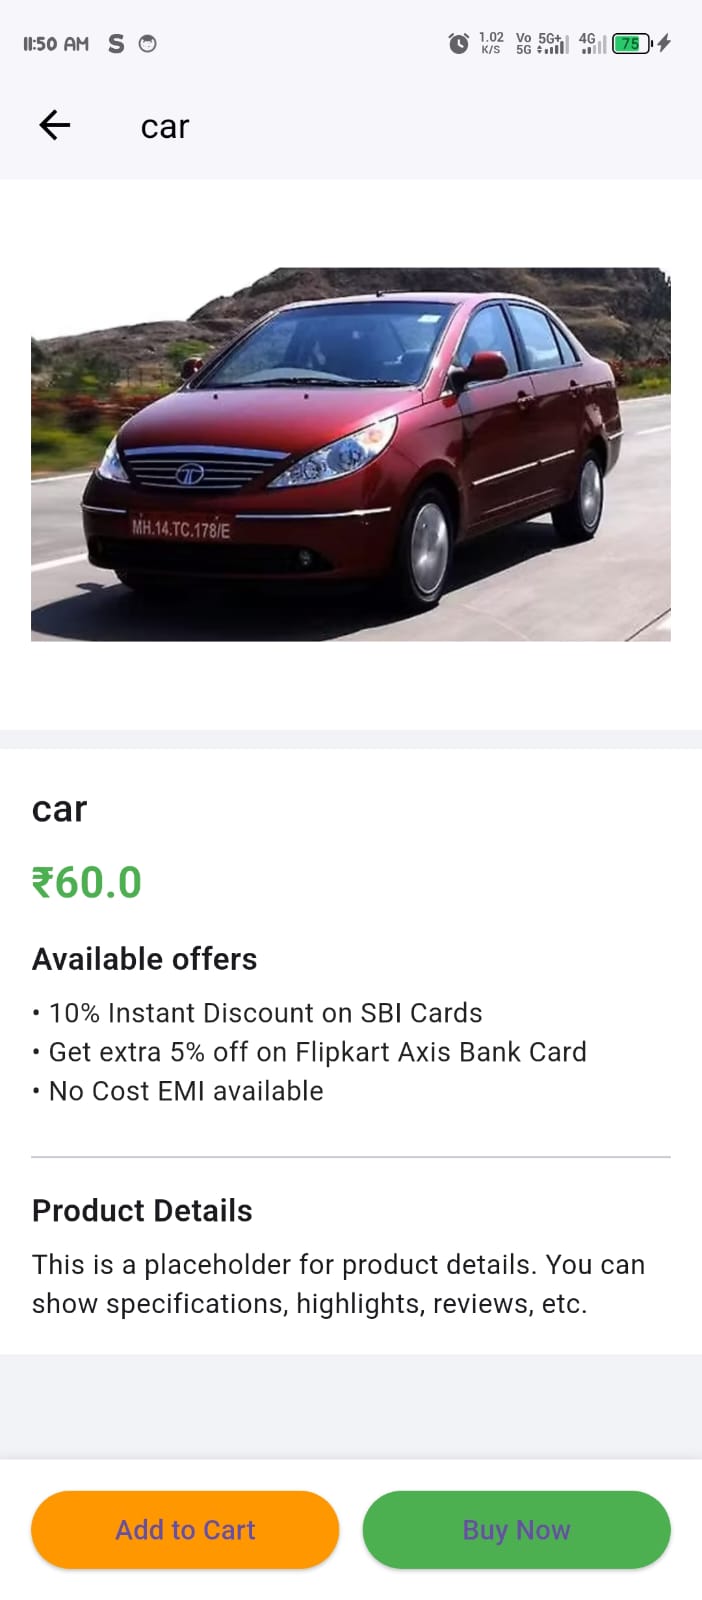 11:50 AM S
1.02 K/S Vo 5G 5G+ 4G 75
car
MH.14.TC.178/E
car
₹60.0
Available offers
• 10% Instant Discount on SBI Cards
• Get extra 5% off on Flipkart Axis Bank Card
• No Cost EMI available
Product Details
This is a placeholder for product details. You can
show specifications, highlights, reviews, etc.
Add to Cart
Buy Now